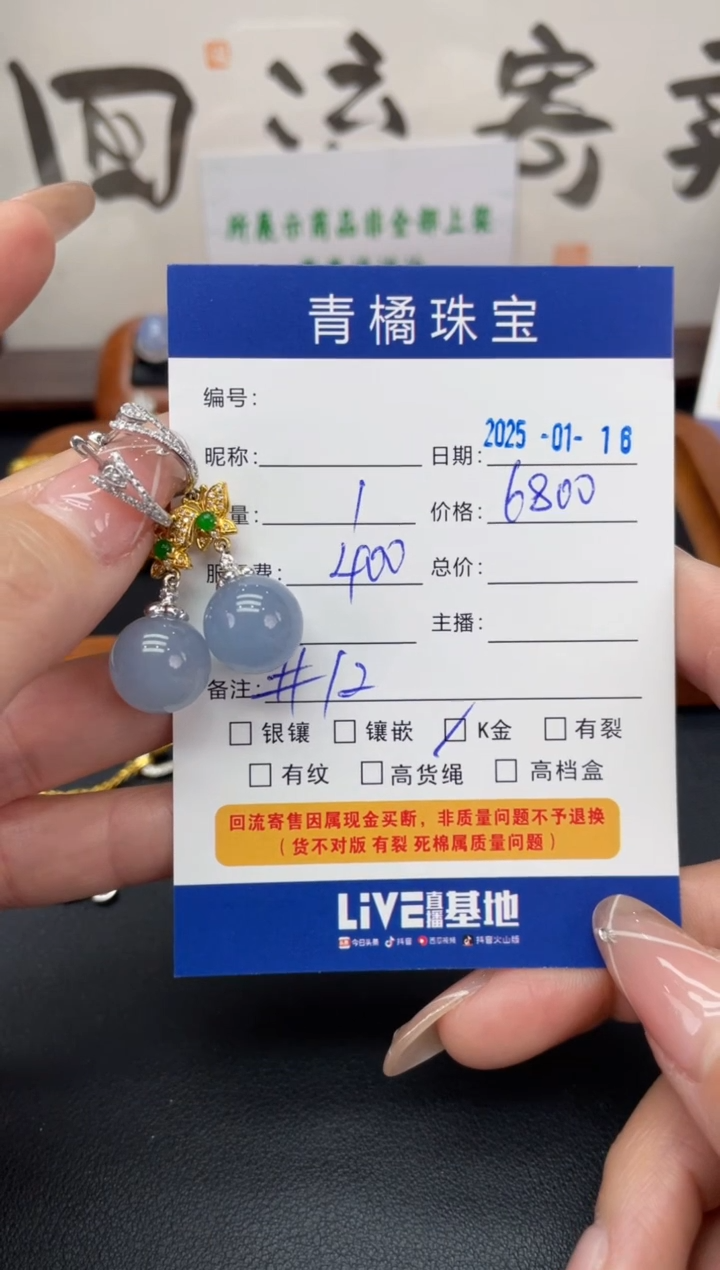 回流寄
所展示商品非全部上架
青橘珠宝
编号:
昵称:
日期: 2025 -01- 16
量: 1
价格: 6800
服 费: 400
总价:
主播:
备注: #12
银镶 镶嵌 K金 有裂
有纹 高货绳 高档盒
回流寄售因属现金买断,非质量问题不予退换
(货不对版 有裂 死棉属质量问题)
LiVE直播基地
今日头条 抖音 西瓜视频 抖音火山版